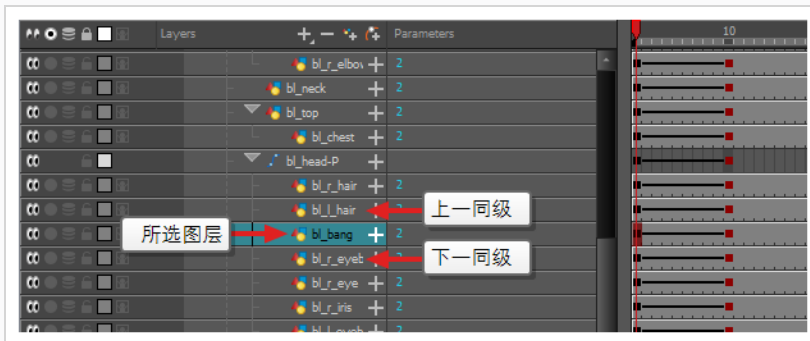 Layers Parameters 10
bl_r_elbov 2
bl_neck 2
bl_top 2
bl_chest 2
bl_head-P
bl_r_hair 2
bl_l_hair 2 上一同级
所选图层 bl_bang 2
bl_r_eyeb 2 下一同级
bl_r_eye 2
bl_r_iris 2